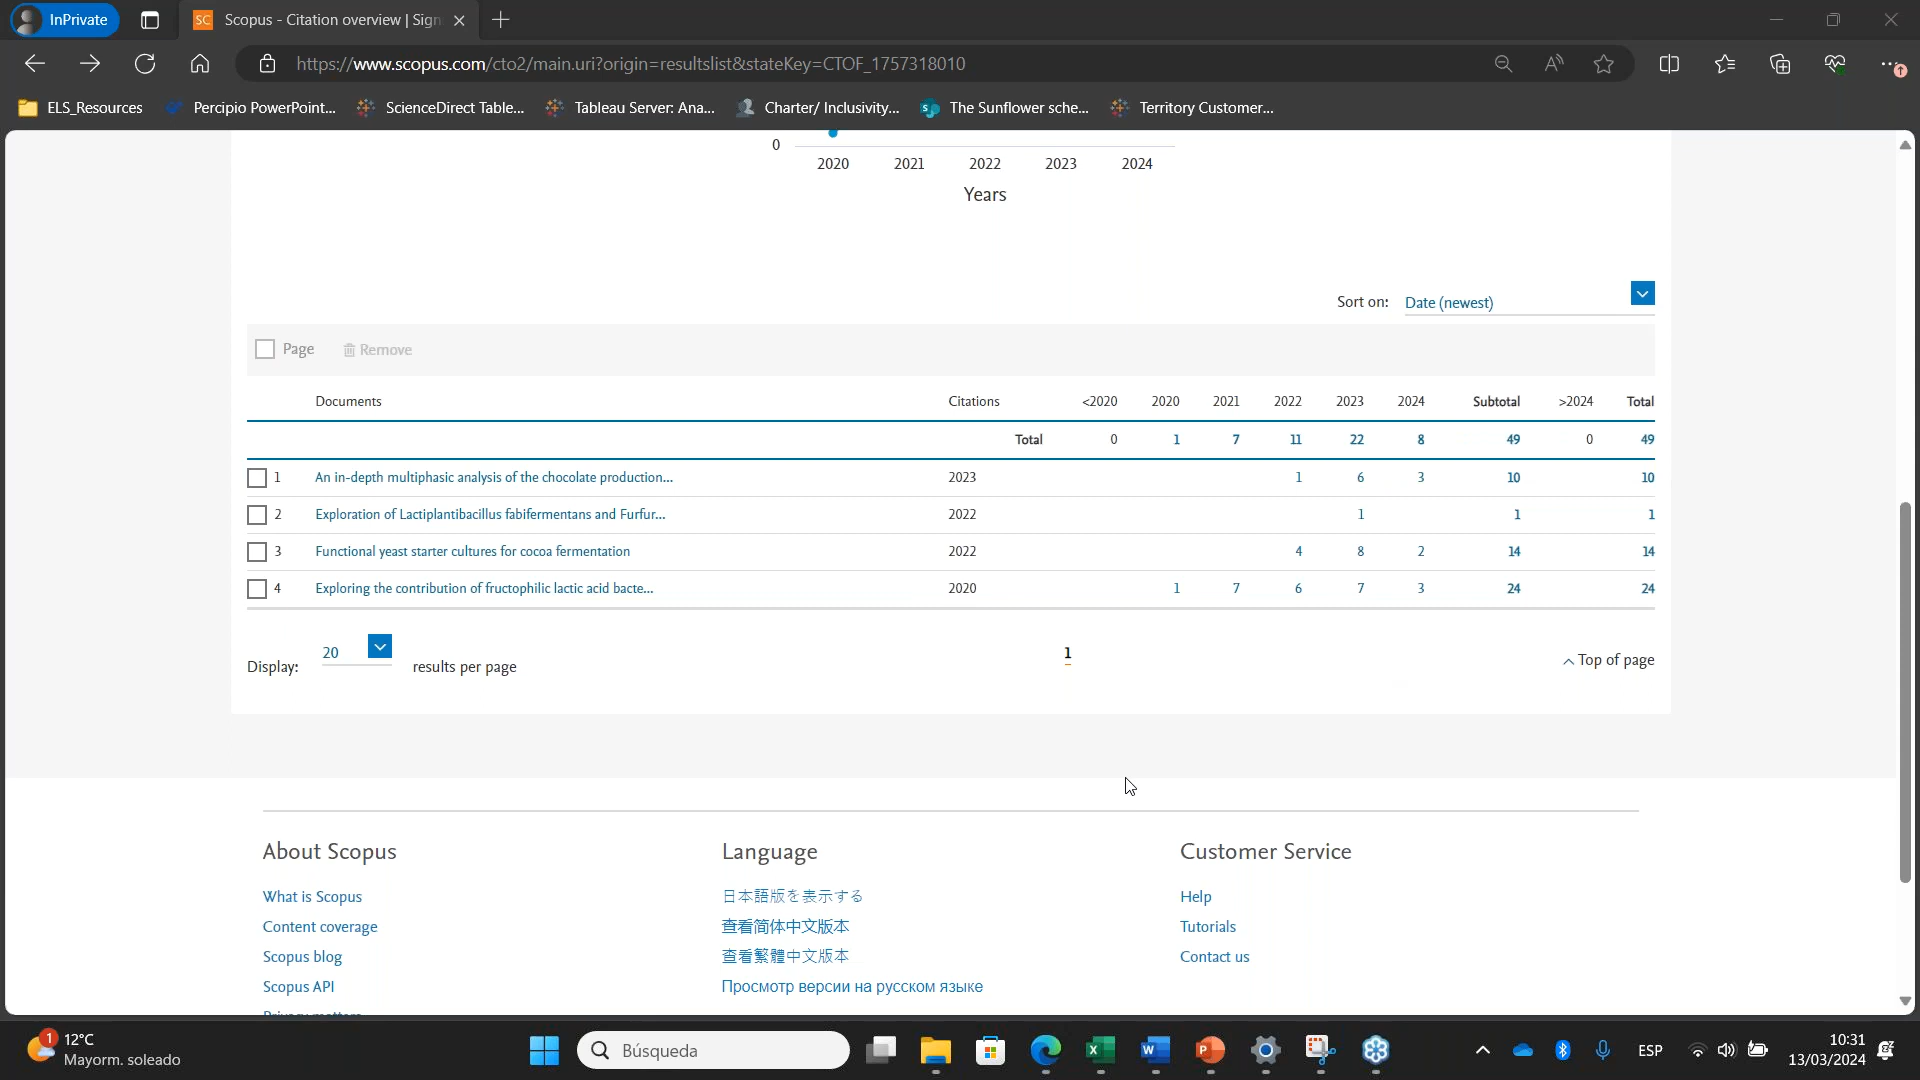 InPrivate
SC Scopus - Citation overview | Sign
https://www.scopus.com/cto2/main.uri?origin=resultslist&stateKey=CTOF_1757318010
ELS_Resources Percipio PowerPoint... ScienceDirect Table... Tableau Server: Ana... Charter/ Inclusivity... The Sunflower sche... Territory Customer...
0
2020 2021 2022 2023 2024
Years
Sort on: Date (newest)
Page Remove
Documents Citations <2020 2020 2021 2022 2023 2024 Subtotal >2024 Total
Total 0 1 7 11 22 8 49 0 49
1 An in-depth multiphasic analysis of the chocolate production... 2023 1 6 3 10 10
2 Exploration of Lactiplantibacillus fabifermentans and Furfur... 2022 1 1 1
3 Functional yeast starter cultures for cocoa fermentation 2022 4 8 2 14 14
4 Exploring the contribution of fructophilic lactic acid bacte... 2020 1 7 6 7 3 24 24
Display: 20 results per page
1
Top of page
About Scopus Language Customer Service
What is Scopus 日本語版を表示する Help
Content coverage 查看简体中文版本 Tutorials
Scopus blog 查看繁體中文版本 Contact us
Scopus API Просмотр версии на русском языке
1 12°C
Mayorm. soleado
Búsqueda
ESP
10:31
13/03/2024